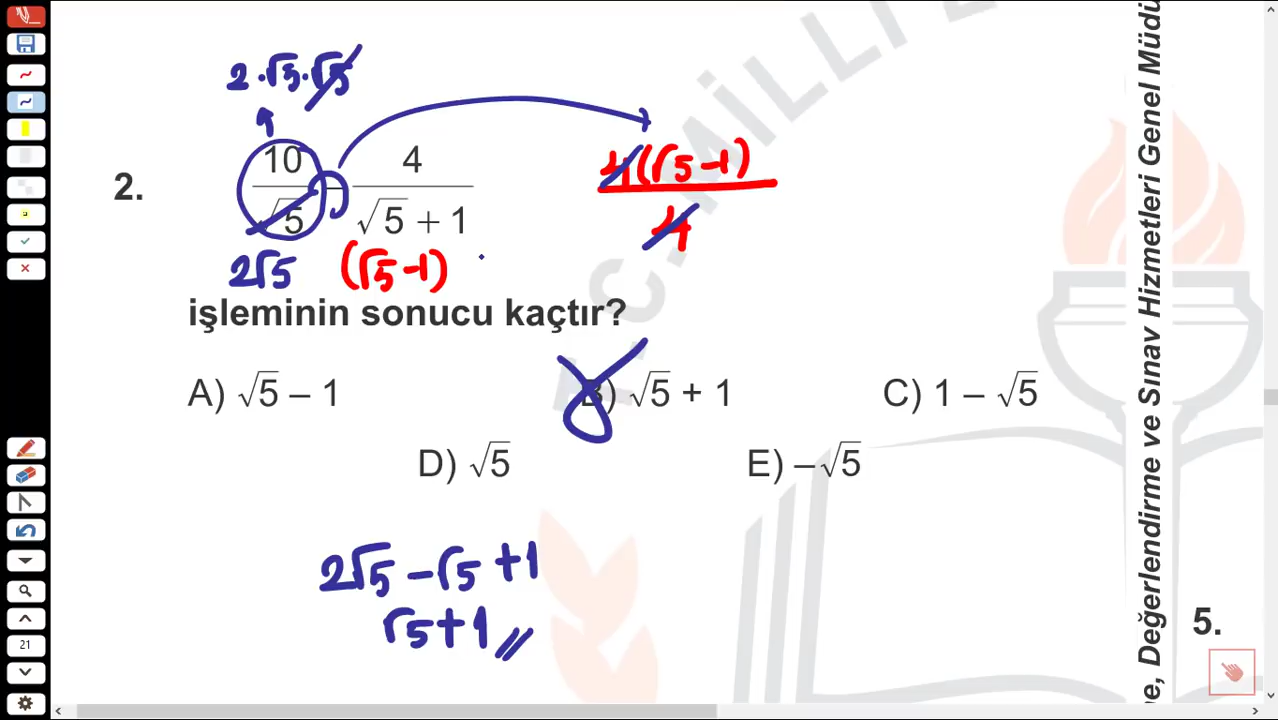 2·√5·√5
2. 10/√5 – 4/(√5 + 1)
4(√5-1)/4
2√5 (√5-1)
işleminin sonucu kaçtır?
A) √5 – 1 B) √5 + 1 C) 1 – √5
D) √5 E) –√5
2√5 - √5 + 1
√5 + 1 //
5.
T.C. MİLLÎ E
e, Değerlendirme ve Sınav Hizmetleri Genel Müdü
21